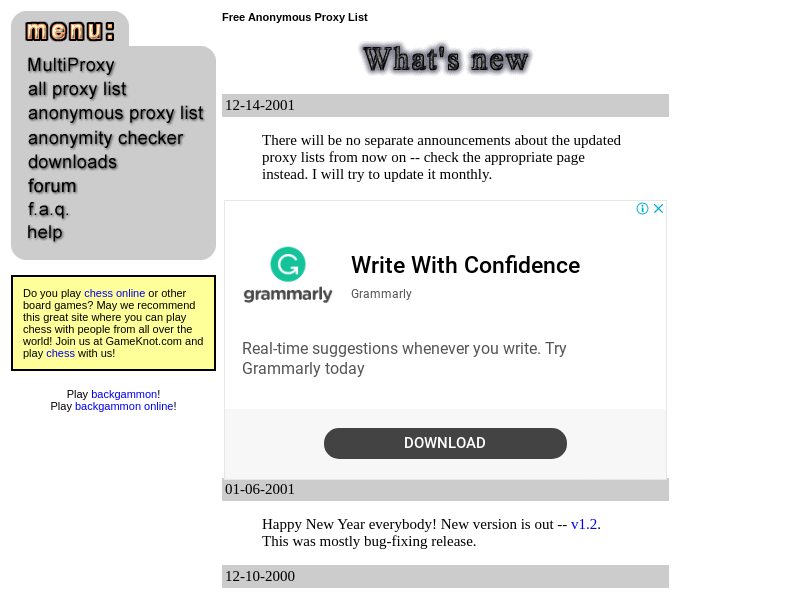 menu:
MultiProxy
all proxy list
anonymous proxy list
anonymity checker
downloads
forum
f.a.q.
help
Do you play chess online or other
board games? May we recommend
this great site where you can play
chess with people from all over the
world! Join us at GameKnot.com and
play chess with us!
Play backgammon!
Play backgammon online!
Free Anonymous Proxy List
What's new
12-14-2001
There will be no separate announcements about the updated
proxy lists from now on -- check the appropriate page
instead. I will try to update it monthly.
grammarly
Write With Confidence
Grammarly
Real-time suggestions whenever you write. Try
Grammarly today
DOWNLOAD
01-06-2001
Happy New Year everybody! New version is out -- v1.2.
This was mostly bug-fixing release.
12-10-2000